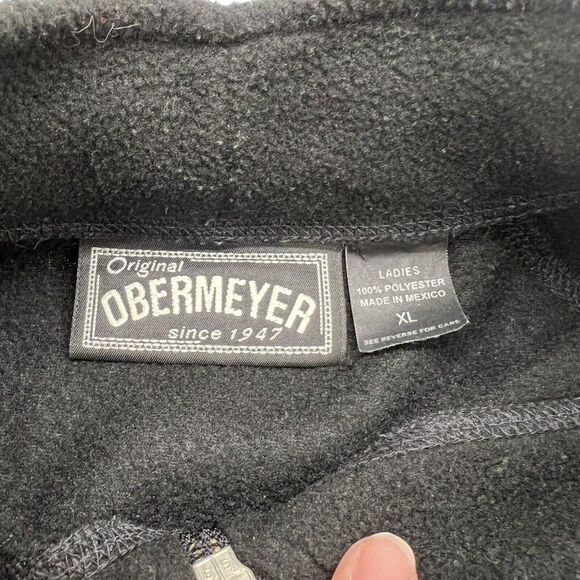 Original
OBERMEYER
since 1947
LADIES
100% POLYESTER
MADE IN MEXICO
XL
SEE REVERSE FOR CARE